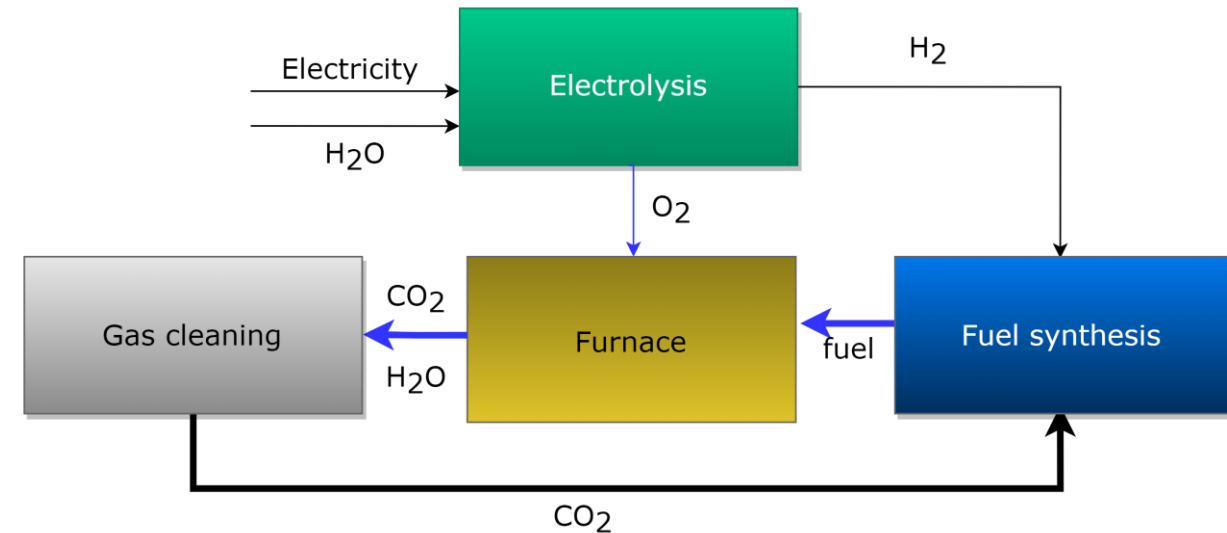 Electrolysis
H2
Electricity
H2O
O2
Gas cleaning
CO2
H2O
Furnace
fuel
Fuel synthesis
CO2